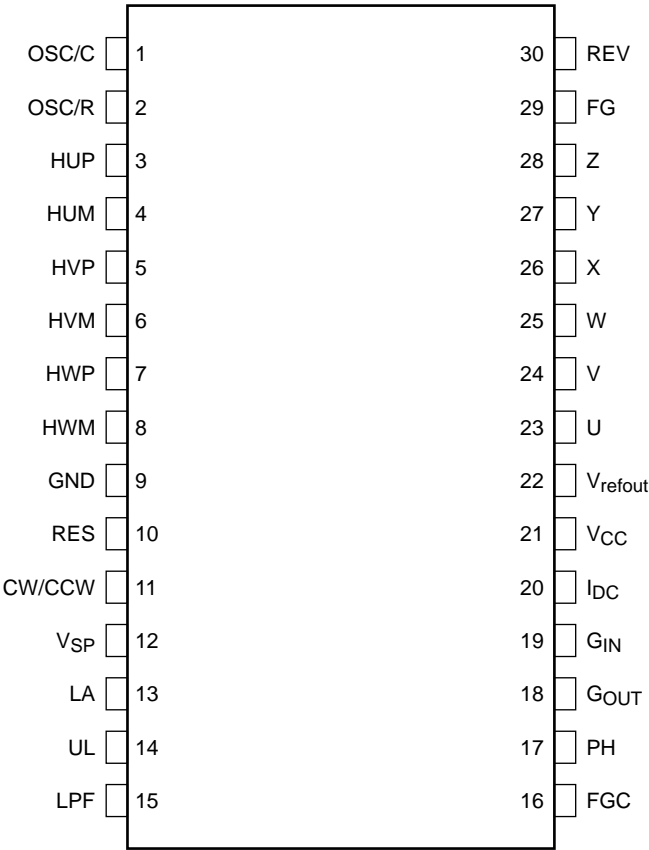 OSC/C 1 30 REV
OSC/R 2 29 FG
HUP 3 28 Z
HUM 4 27 Y
HVP 5 26 X
HVM 6 25 W
HWP 7 24 V
HWM 8 23 U
GND 9 22 Vrefout
RES 10 21 VCC
CW/CCW 11 20 IDC
VSP 12 19 GIN
LA 13 18 GOUT
UL 14 17 PH
LPF 15 16 FGC